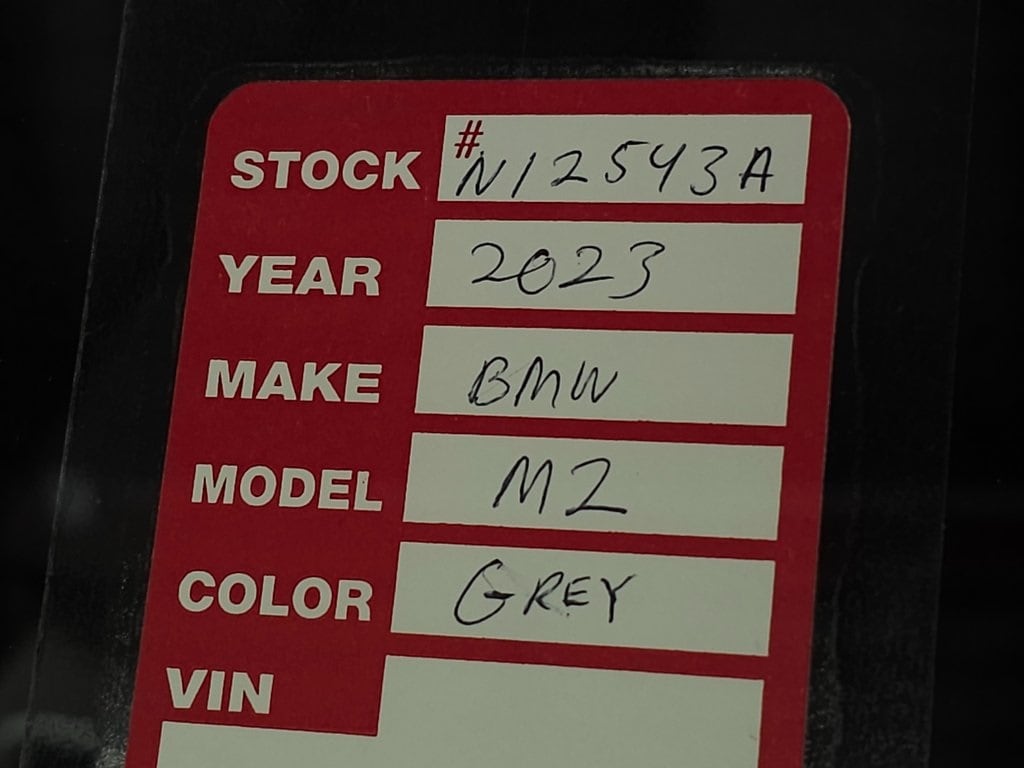 STOCK # N12543A
YEAR 2023
MAKE BMW
MODEL M2
COLOR GREY
VIN